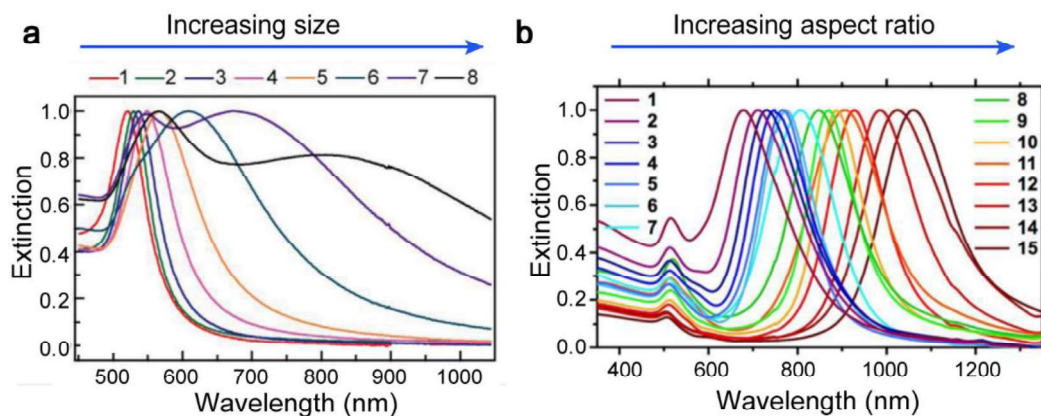 a
Increasing size
1 2 3 4 5 6 7 8
Extinction
1.0
0.8
0.6
0.4
0.2
0.0
500 600 700 800 900 1000
Wavelength (nm)
b
Increasing aspect ratio
Extinction
1.0
0.8
0.6
0.4
0.2
0.0
1
2
3
4
5
6
7
8
9
10
11
12
13
14
15
400 600 800 1000 1200
Wavelength (nm)